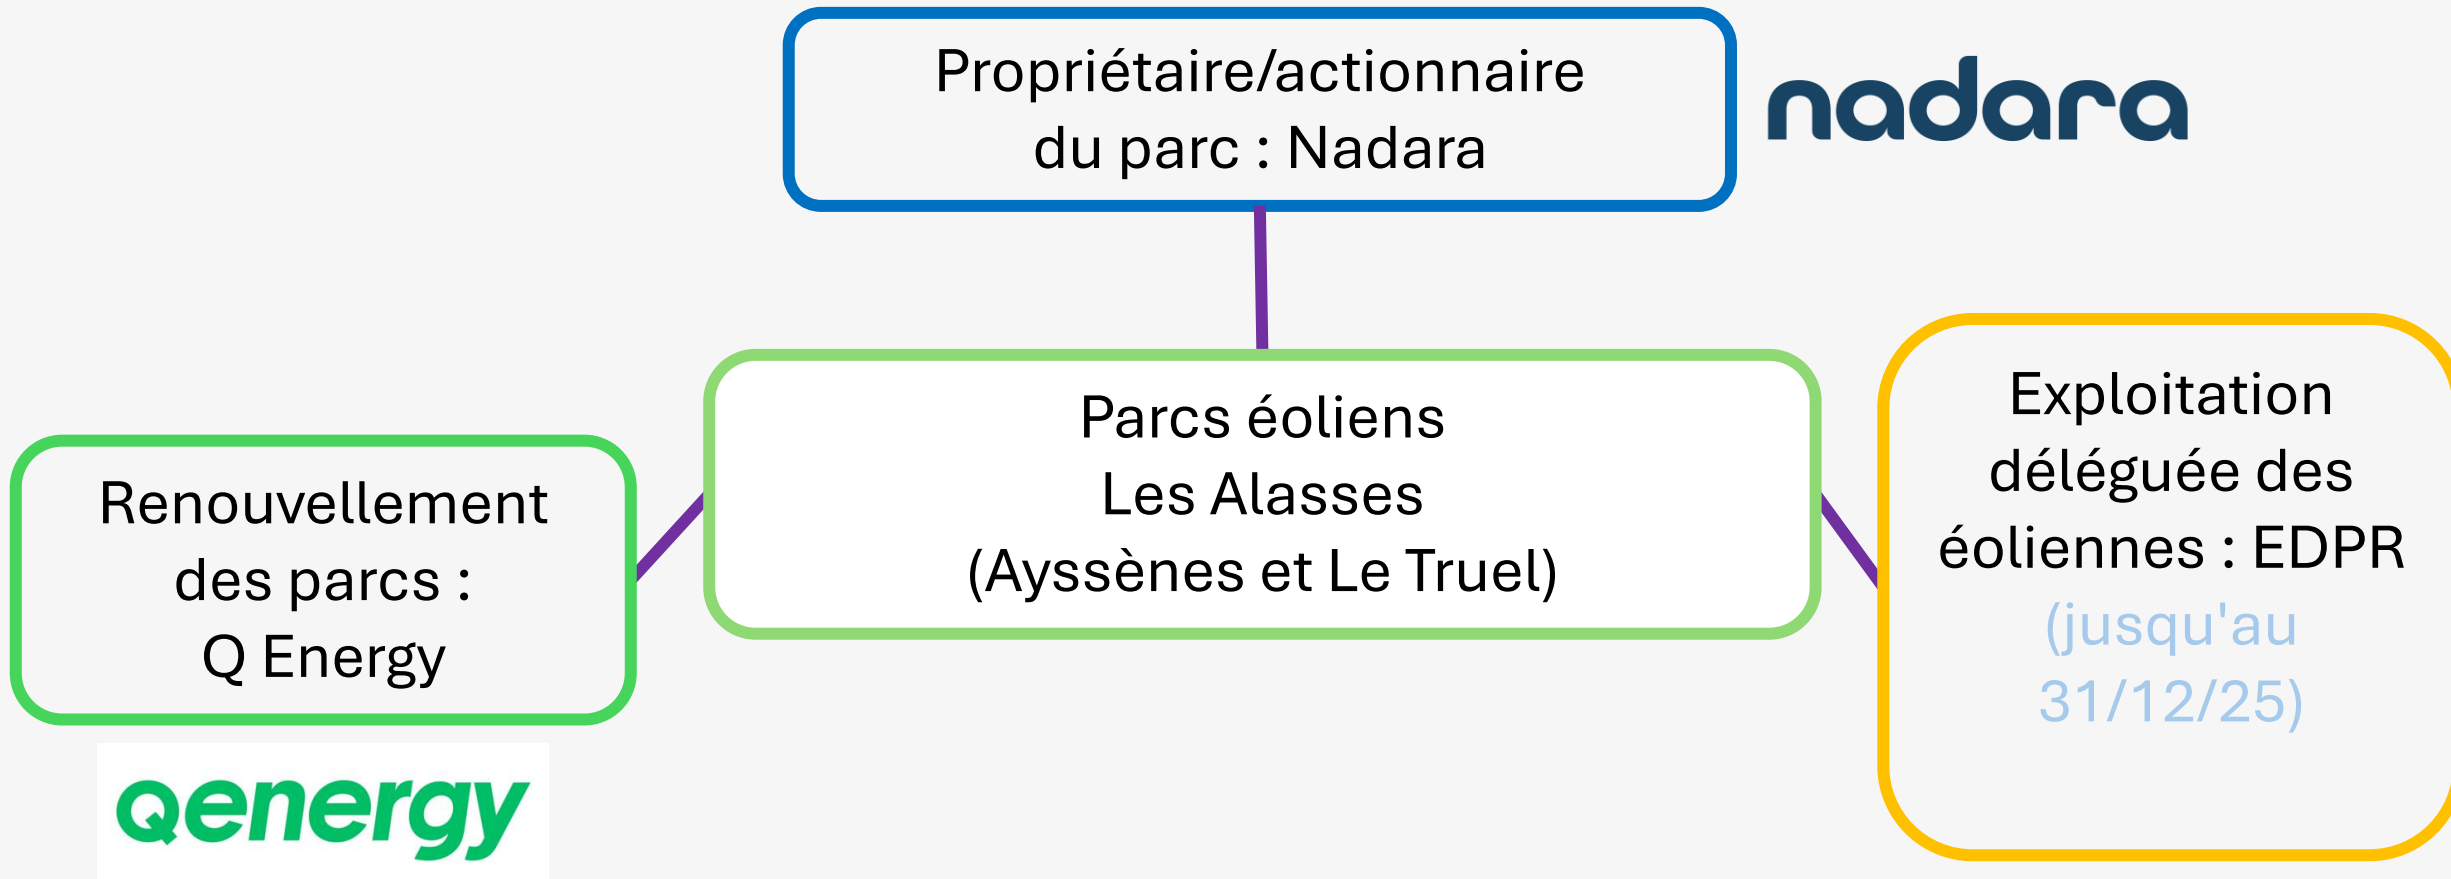 Propriétaire/actionnaire
du parc : Nadara
nadara
Parcs éoliens
Les Alasses
(Ayssènes et Le Truel)
Renouvellement
des parcs :
Q Energy
Qenergy
Exploitation
déléguée des
éoliennes : EDPR
(jusqu'au
31/12/25)